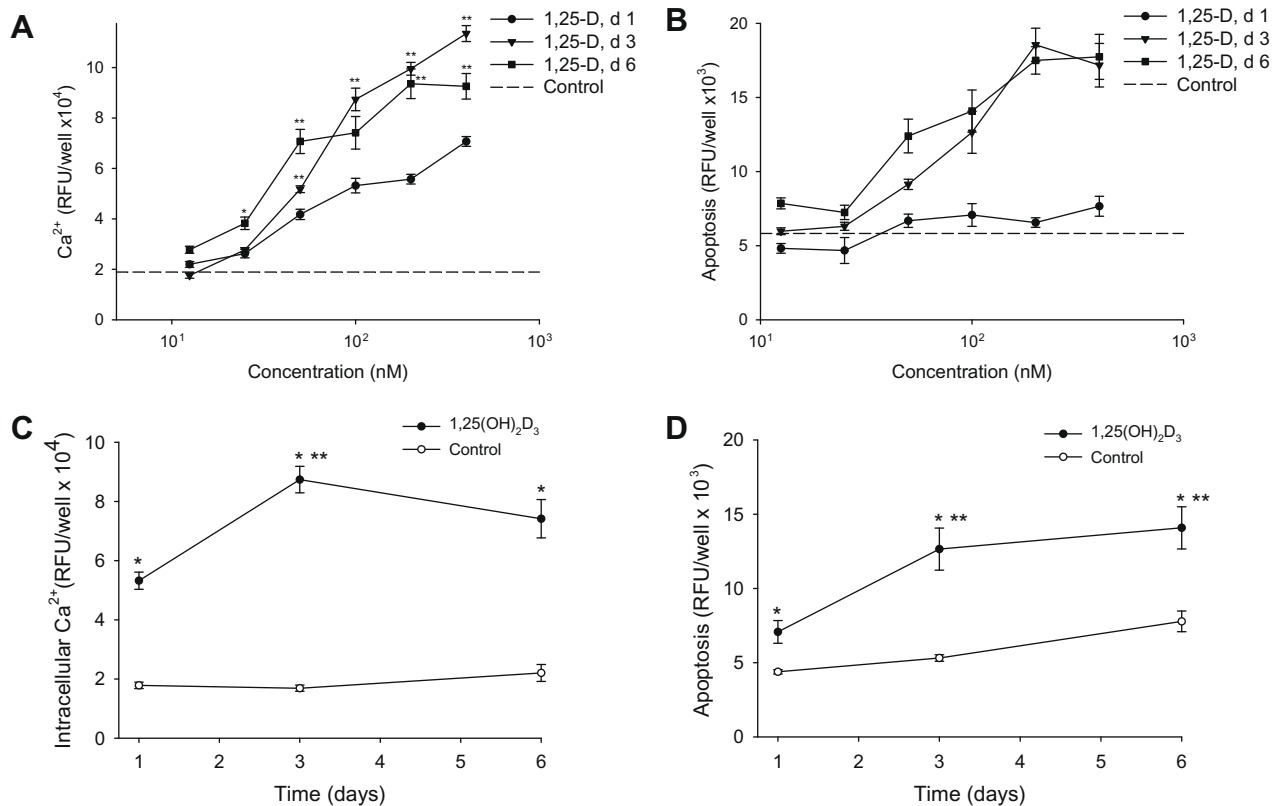 A
1,25-D, d 1
1,25-D, d 3
1,25-D, d 6
Control
Ca²⁺ (RFU/well x10⁴)
10
8
6
4
2
0
* ** ** ** ** ** ** **
10¹ 10² 10³
Concentration (nM)
B
1,25-D, d 1
1,25-D, d 3
1,25-D, d 6
Control
Apoptosis (RFU/well x10³)
20
15
10
5
0
10¹ 10² 10³
Concentration (nM)
C
1,25(OH)₂D₃
Control
Intracellular Ca²⁺(RFU/well x 10⁴)
10
8
6
4
2
0
* * ** *
1 2 3 4 5 6
Time (days)
D
1,25(OH)₂D₃
Control
Apoptosis (RFU/well x 10³)
20
15
10
5
0
* * ** * **
1 2 3 4 5 6
Time (days)